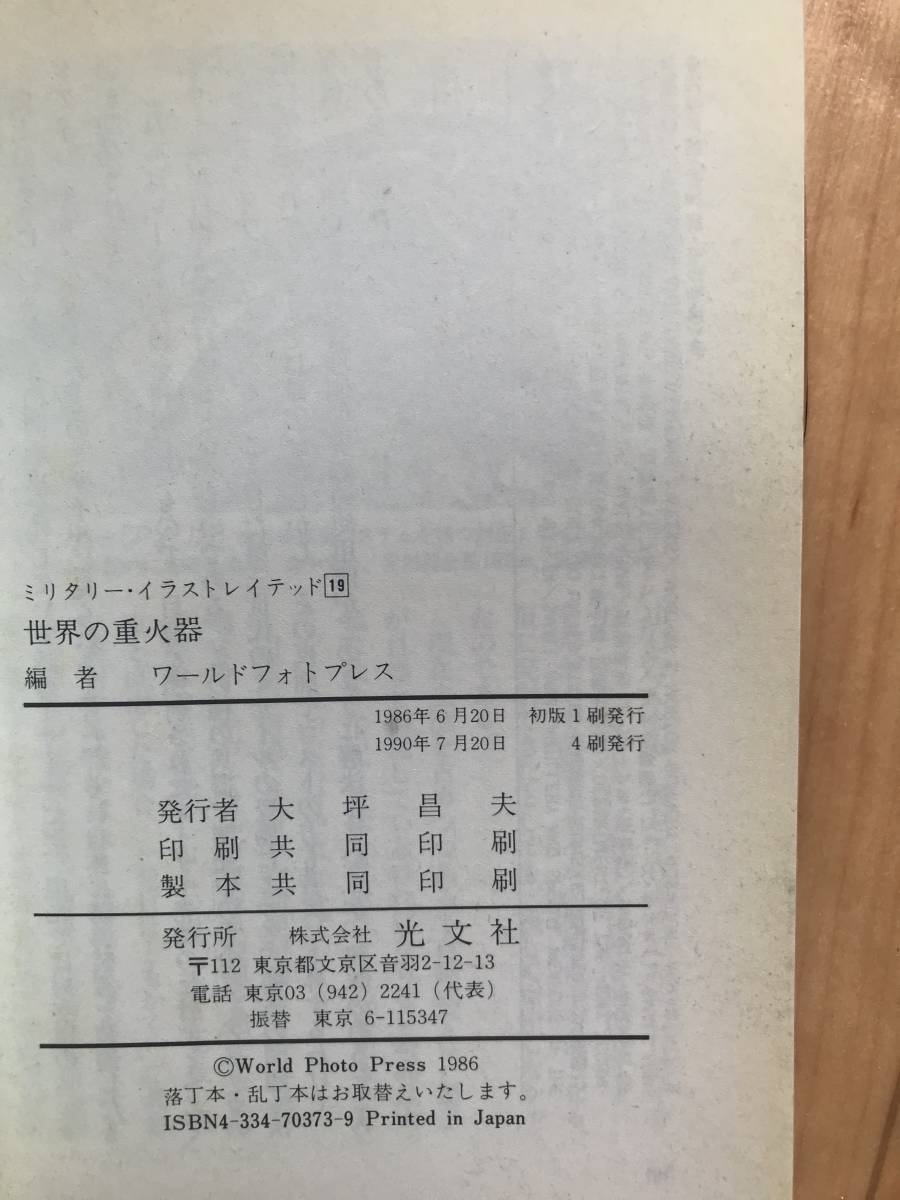 ミリタリー・イラストレイテッド19
世界の重火器
編 者 ワールドフォトプレス
1986年6月20日 初版1刷発行
1990年7月20日 4刷発行
発行者 大 坪 昌 夫
印 刷 共 同 印 刷
製 本 共 同 印 刷
発行所 株式会社 光文社
〒112 東京都文京区音羽2-12-13
電話 東京03(942)2241(代表)
振替 東京 6-115347
©World Photo Press 1986
落丁本・乱丁本はお取替えいたします。
ISBN4-334-70373-9 Printed in Japan